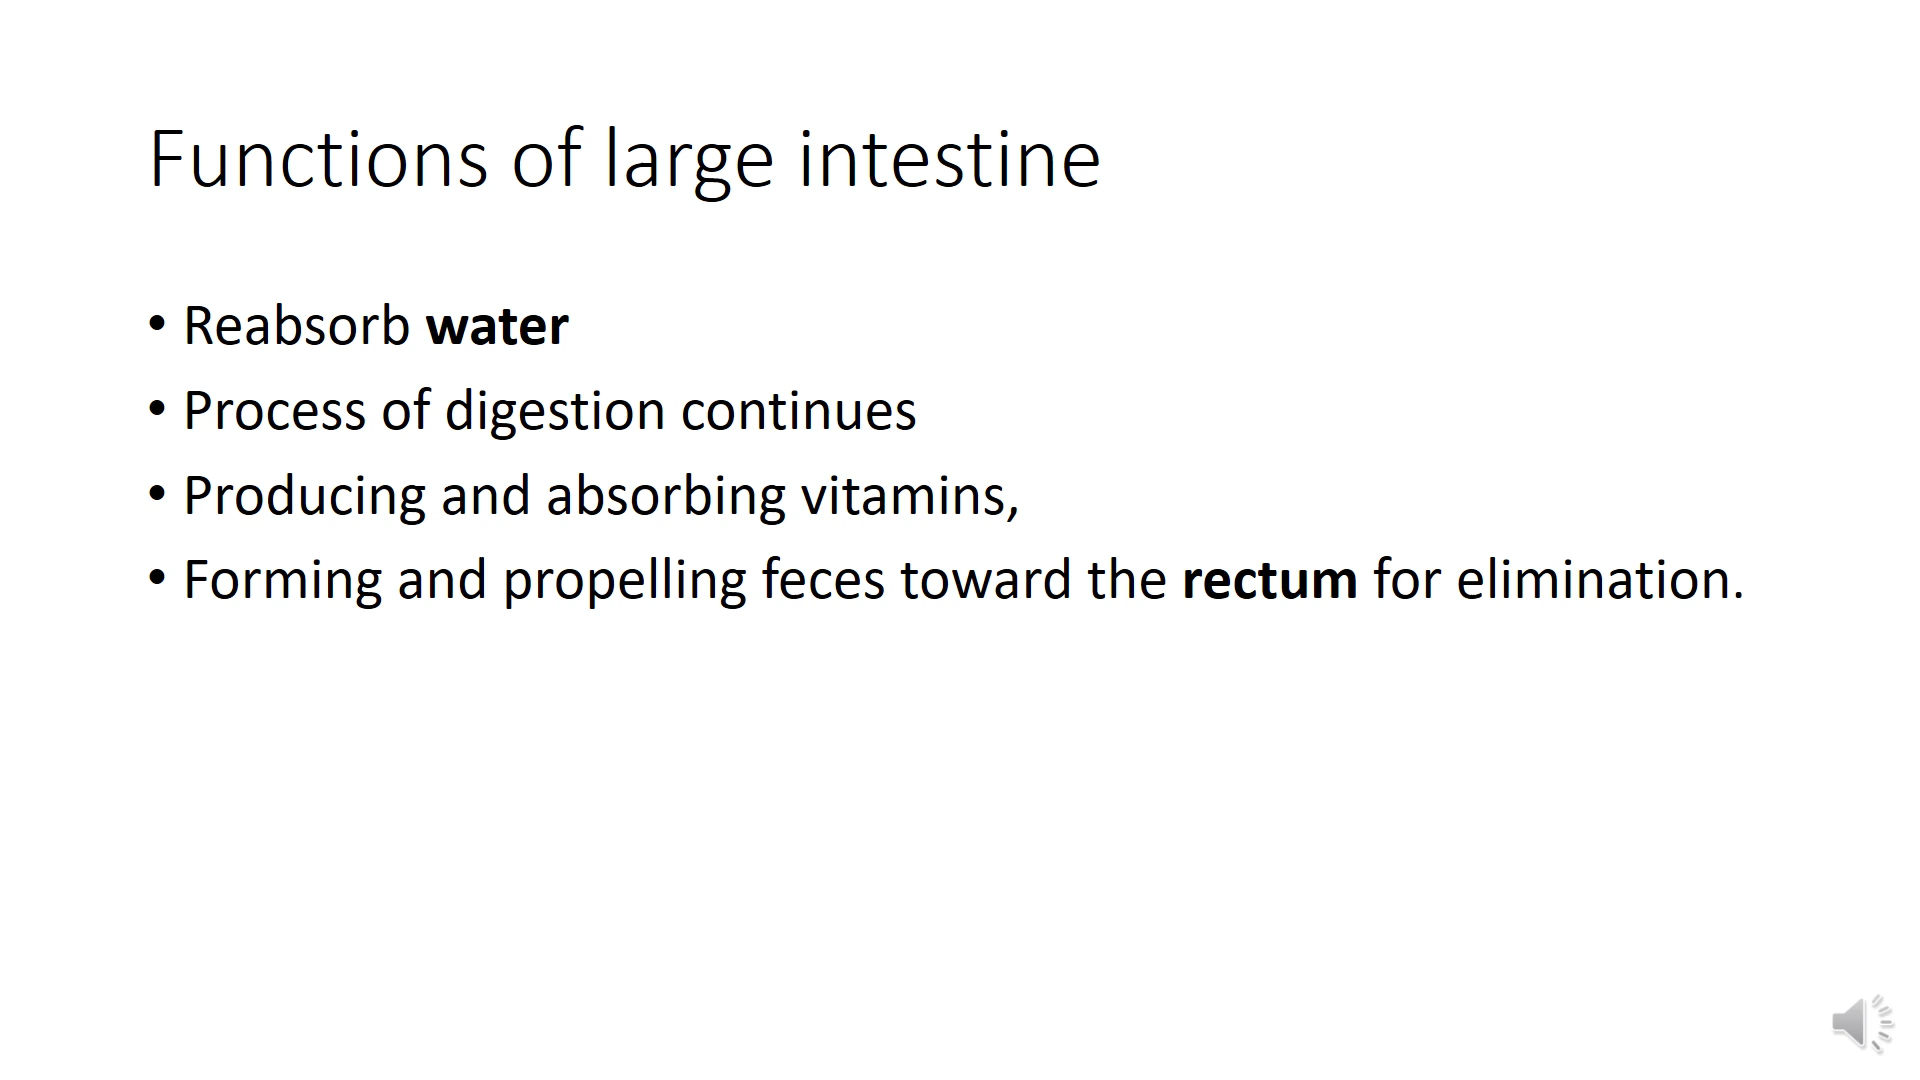 Functions of large intestine
• Reabsorb water
• Process of digestion continues
• Producing and absorbing vitamins,
• Forming and propelling feces toward the rectum for elimination.